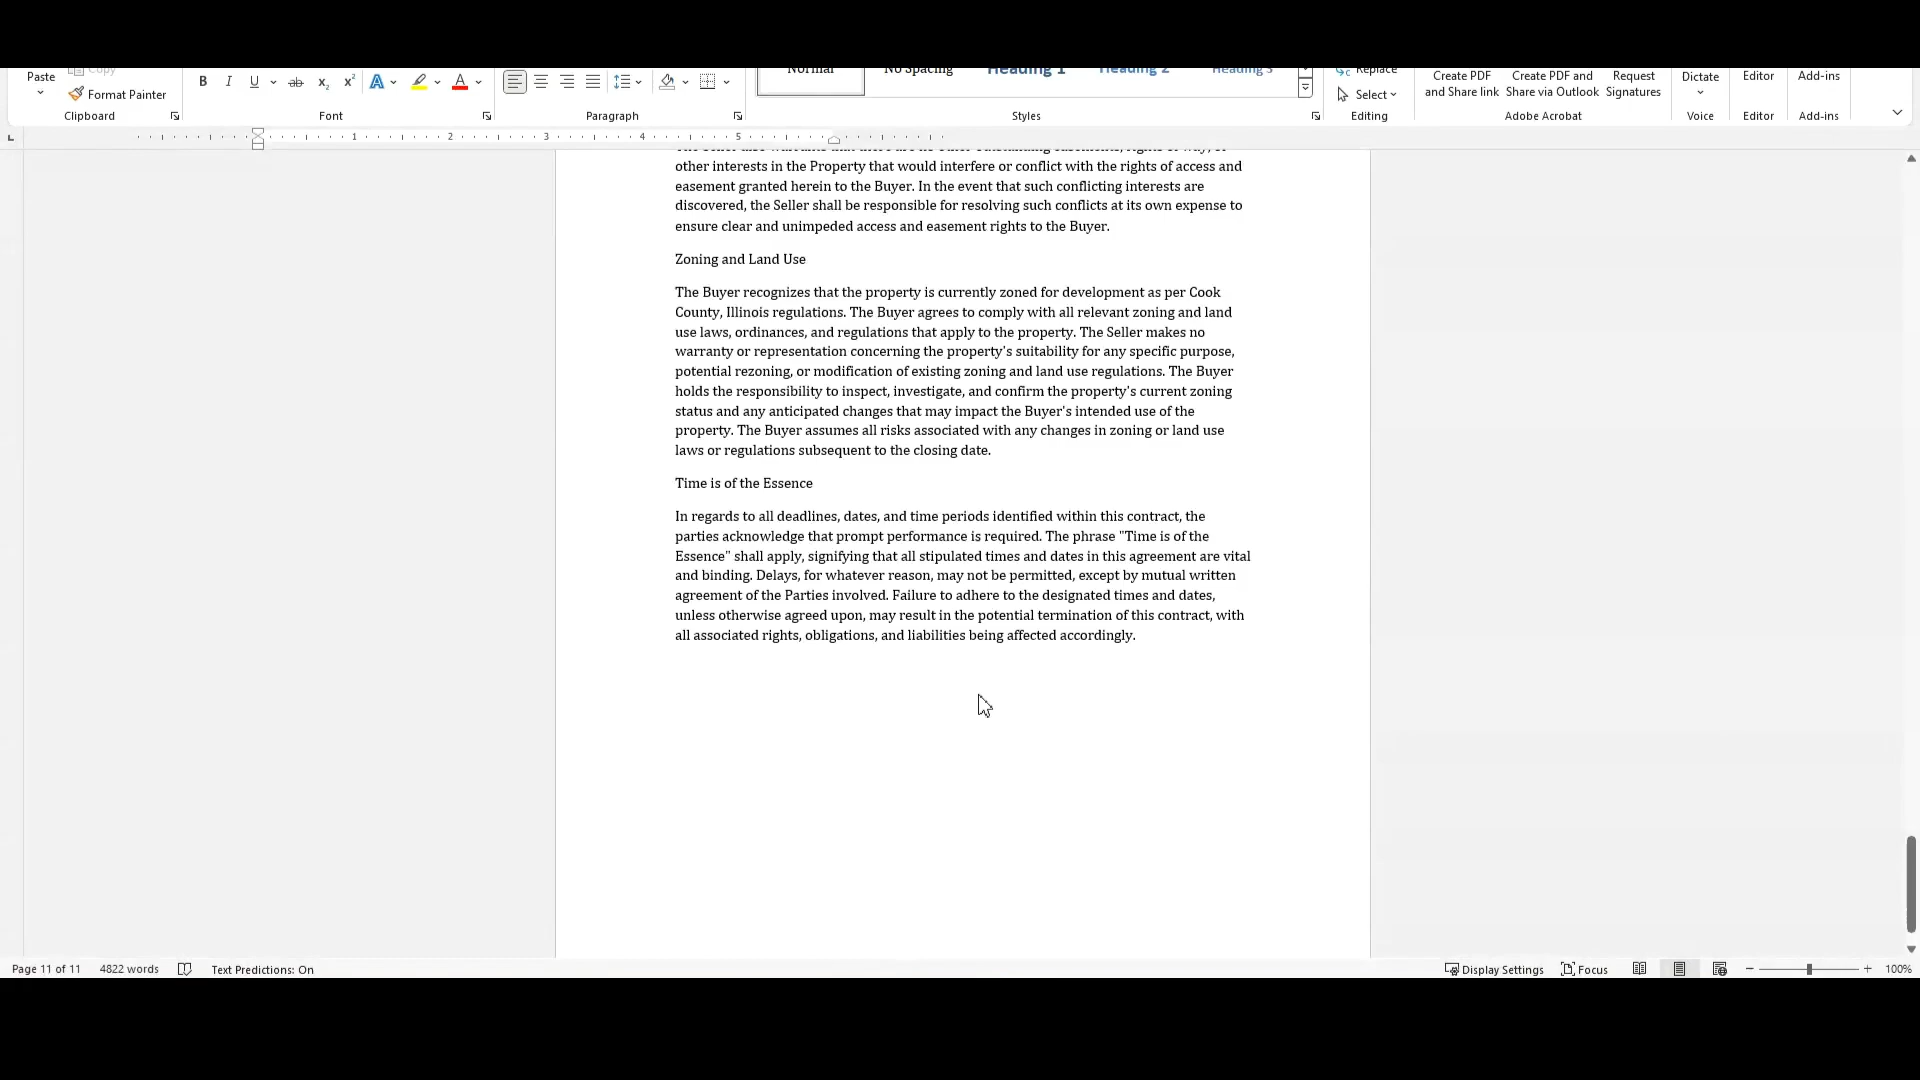 Paste
Copy
Format Painter
Clipboard
B I U ab x₂ x² A A
Font
Paragraph
Normal
No Spacing
Heading 1
Heading 2
Heading 3
Styles
Replace
Select
Editing
Create PDF
and Share link
Create PDF and
Share via Outlook
Request
Signatures
Adobe Acrobat
Dictate
Voice
Editor
Editor
Add-ins
Add-ins
1 2 3 4 5
other interests in the Property that would interfere or conflict with the rights of access and
easement granted herein to the Buyer. In the event that such conflicting interests are
discovered, the Seller shall be responsible for resolving such conflicts at its own expense to
ensure clear and unimpeded access and easement rights to the Buyer.
Zoning and Land Use
The Buyer recognizes that the property is currently zoned for development as per Cook
County, Illinois regulations. The Buyer agrees to comply with all relevant zoning and land
use laws, ordinances, and regulations that apply to the property. The Seller makes no
warranty or representation concerning the property's suitability for any specific purpose,
potential rezoning, or modification of existing zoning and land use regulations. The Buyer
holds the responsibility to inspect, investigate, and confirm the property's current zoning
status and any anticipated changes that may impact the Buyer's intended use of the
property. The Buyer assumes all risks associated with any changes in zoning or land use
laws or regulations subsequent to the closing date.
Time is of the Essence
In regards to all deadlines, dates, and time periods identified within this contract, the
parties acknowledge that prompt performance is required. The phrase "Time is of the
Essence" shall apply, signifying that all stipulated times and dates in this agreement are vital
and binding. Delays, for whatever reason, may not be permitted, except by mutual written
agreement of the Parties involved. Failure to adhere to the designated times and dates,
unless otherwise agreed upon, may result in the potential termination of this contract, with
all associated rights, obligations, and liabilities being affected accordingly.
Page 11 of 11
4822 words
Text Predictions: On
Display Settings
Focus
100%